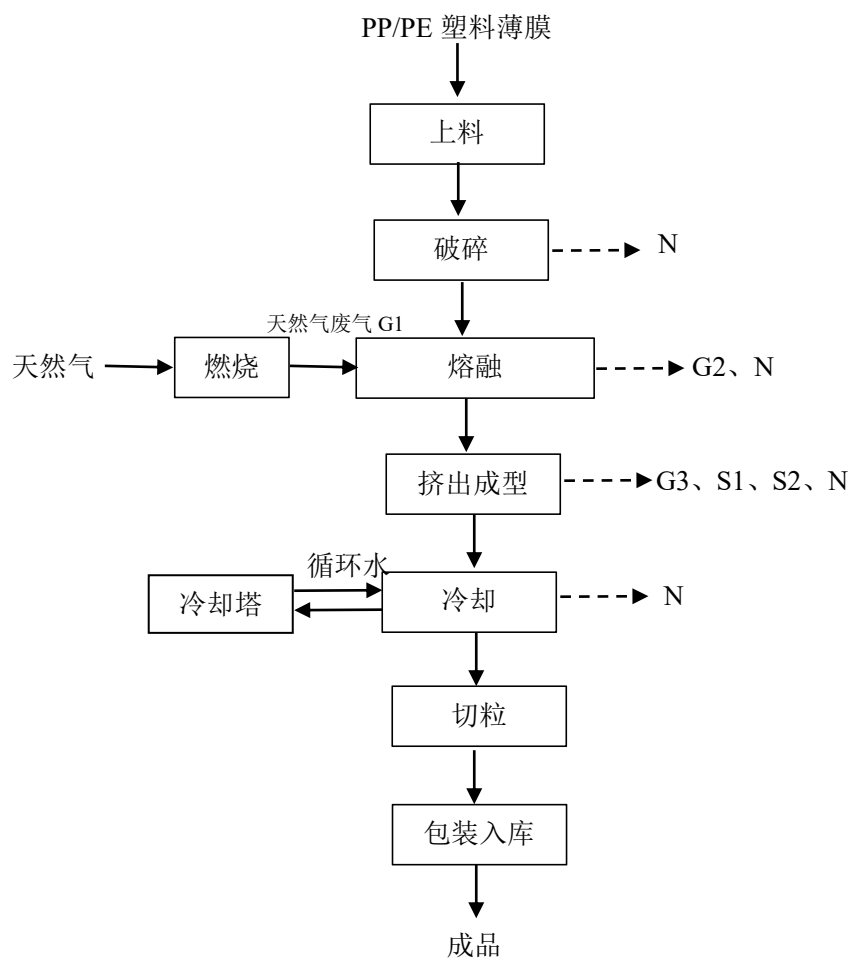 PP/PE 塑料薄膜
上料
破碎
N
天然气废气 G1
天然气
燃烧
熔融
G2、N
挤出成型
G3、S1、S2、N
循环水
冷却塔
冷却
N
切粒
包装入库
成品